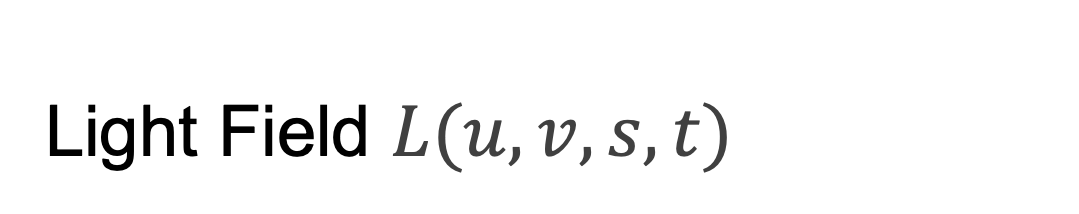 Light Field L(u, v, s, t)